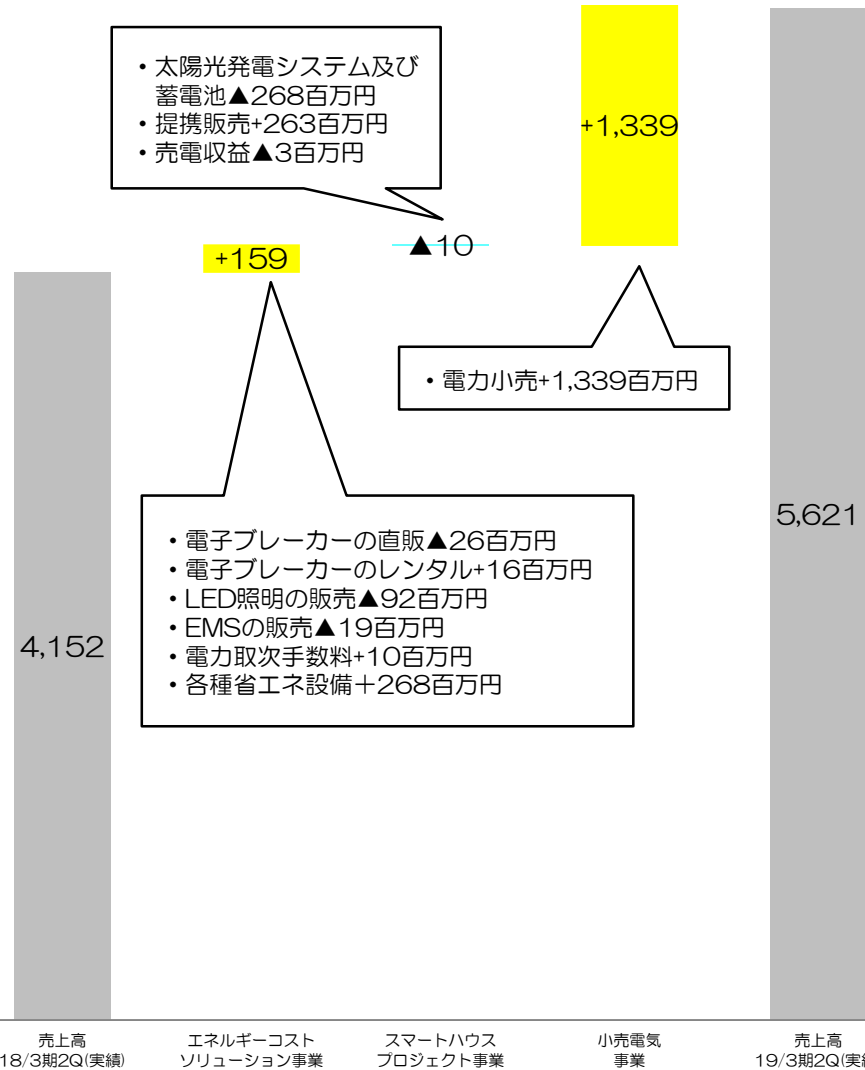 ・太陽光発電システム及び
蓄電池▲268百万円
・提携販売+263百万円
・売電収益▲3百万円
+1,339
+159
▲10
・電力小売+1,339百万円
5,621
・電子ブレーカーの直販▲26百万円
・電子ブレーカーのレンタル+16百万円
・LED照明の販売▲92百万円
・EMSの販売▲19百万円
・電力取次手数料+10百万円
・各種省エネ設備＋268百万円
4,152
売上高
18/3期2Q(実績)
エネルギーコスト
ソリューション事業
スマートハウス
プロジェクト事業
小売電気
事業
売上高
19/3期2Q(実績